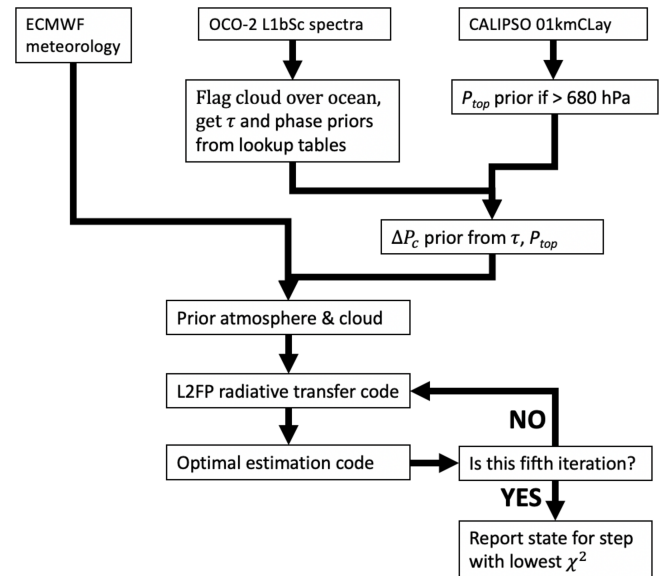 ECMWF
meteorology
OCO-2 L1bSc spectra
CALIPSO 01kmCLay
Flag cloud over ocean,
get τ and phase priors
from lookup tables
P_top prior if > 680 hPa
ΔP_c prior from τ, P_top
Prior atmosphere & cloud
L2FP radiative transfer code
NO
Optimal estimation code
Is this fifth iteration?
YES
Report state for step
with lowest χ²